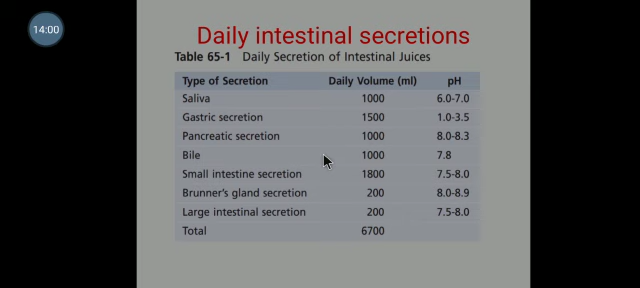 14:00
Daily intestinal secretions
Table 65-1 Daily Secretion of Intestinal Juices
Type of Secretion Daily Volume (ml) pH
Saliva 1000 6.0-7.0
Gastric secretion 1500 1.0-3.5
Pancreatic secretion 1000 8.0-8.3
Bile 1000 7.8
Small intestine secretion 1800 7.5-8.0
Brunner's gland secretion 200 8.0-8.9
Large intestinal secretion 200 7.5-8.0
Total 6700